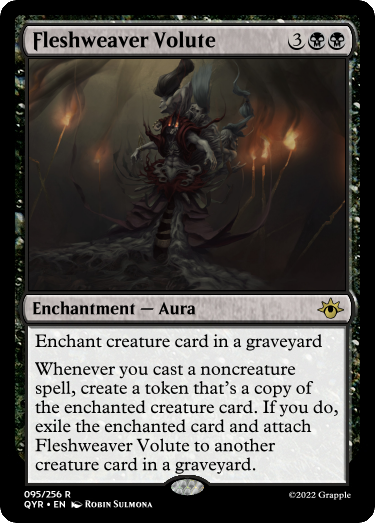 Fleshweaver Volute 3
Enchantment — Aura
Enchant creature card in a graveyard
Whenever you cast a noncreature
spell, create a token that's a copy of
the enchanted creature card. If you do,
exile the enchanted card and attach
Fleshweaver Volute to another
creature card in a graveyard.
095/256 R
QYR • EN Robin Sulmona
©2022 Grapple